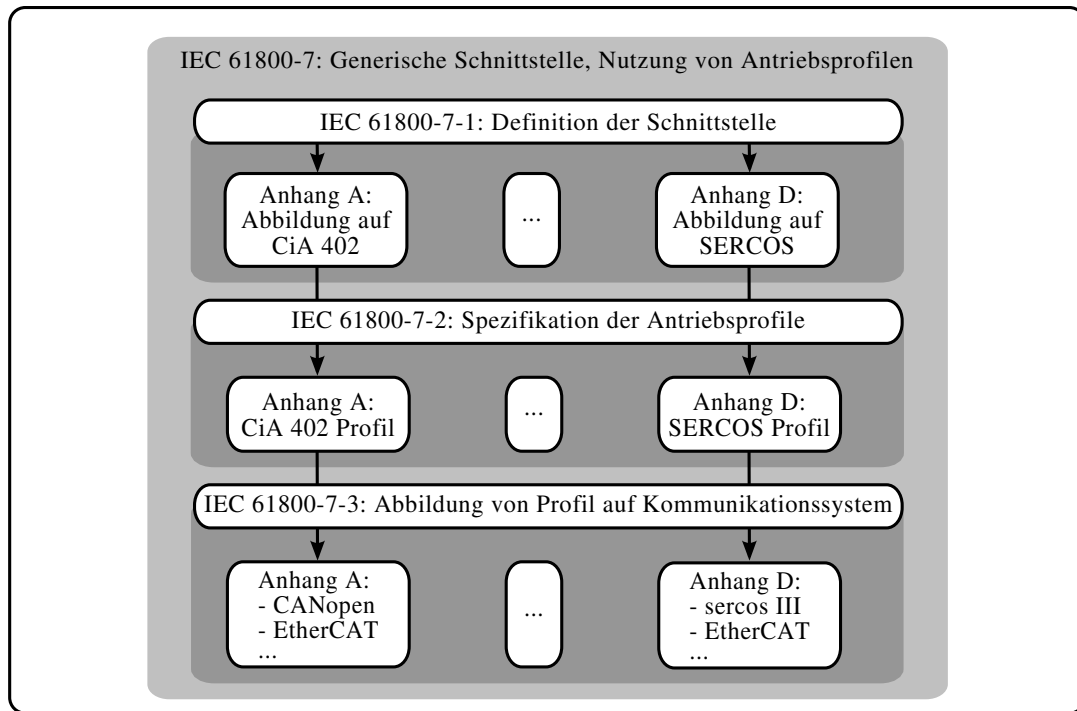 IEC 61800-7: Generische Schnittstelle, Nutzung von Antriebsprofilen
IEC 61800-7-1: Definition der Schnittstelle
Anhang A:
Abbildung auf
CiA 402
...
Anhang D:
Abbildung auf
SERCOS
IEC 61800-7-2: Spezifikation der Antriebsprofile
Anhang A:
CiA 402 Profil
...
Anhang D:
SERCOS Profil
IEC 61800-7-3: Abbildung von Profil auf Kommunikationssystem
Anhang A:
- CANopen
- EtherCAT
...
...
Anhang D:
- sercos III
- EtherCAT
...